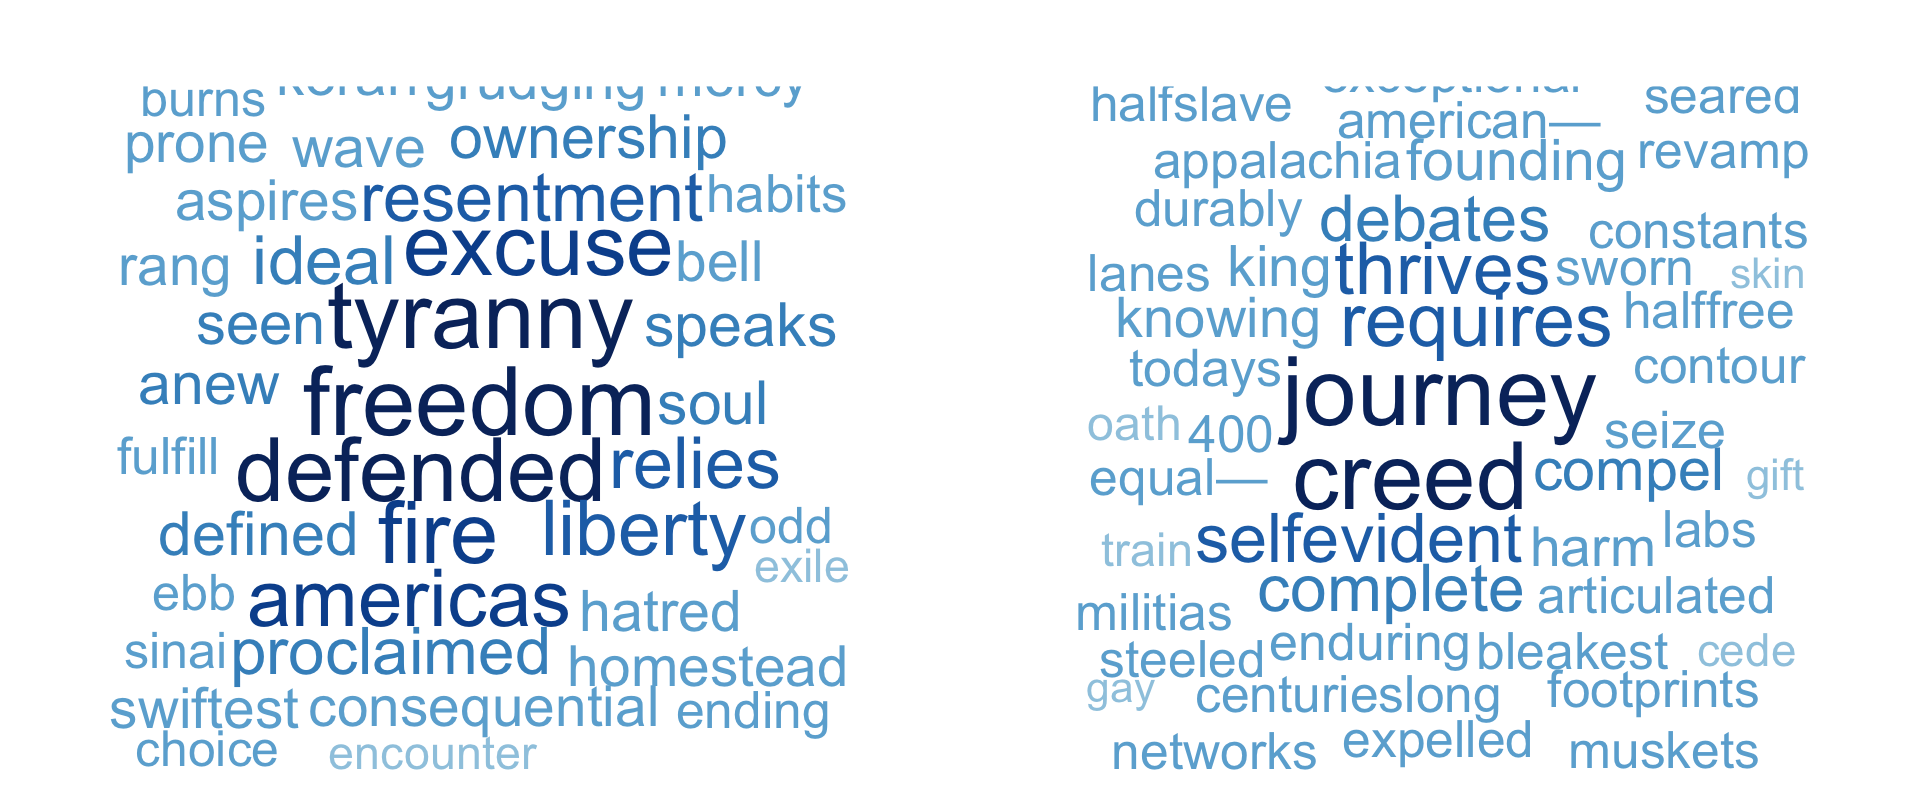 burns koran grudging mercy
prone wave ownership
aspires resentment habits
rang ideal excuse bell
seen tyranny speaks
anew freedom soul
fulfill defended relies
defined fire liberty odd
exile
ebb americas hatred
sinai proclaimed homestead
swiftest consequential ending
choice encounter
halfslave exceptional seared
american—
appalachia founding revamp
durably debates constants
lanes king thrives sworn skin
knowing requires halffree
todays journey contour
oath 400 seize
equal— creed compel gift
train selfevident harm labs
militias complete articulated
steeled enduring bleakest cede
gay centurieslong footprints
networks expelled muskets